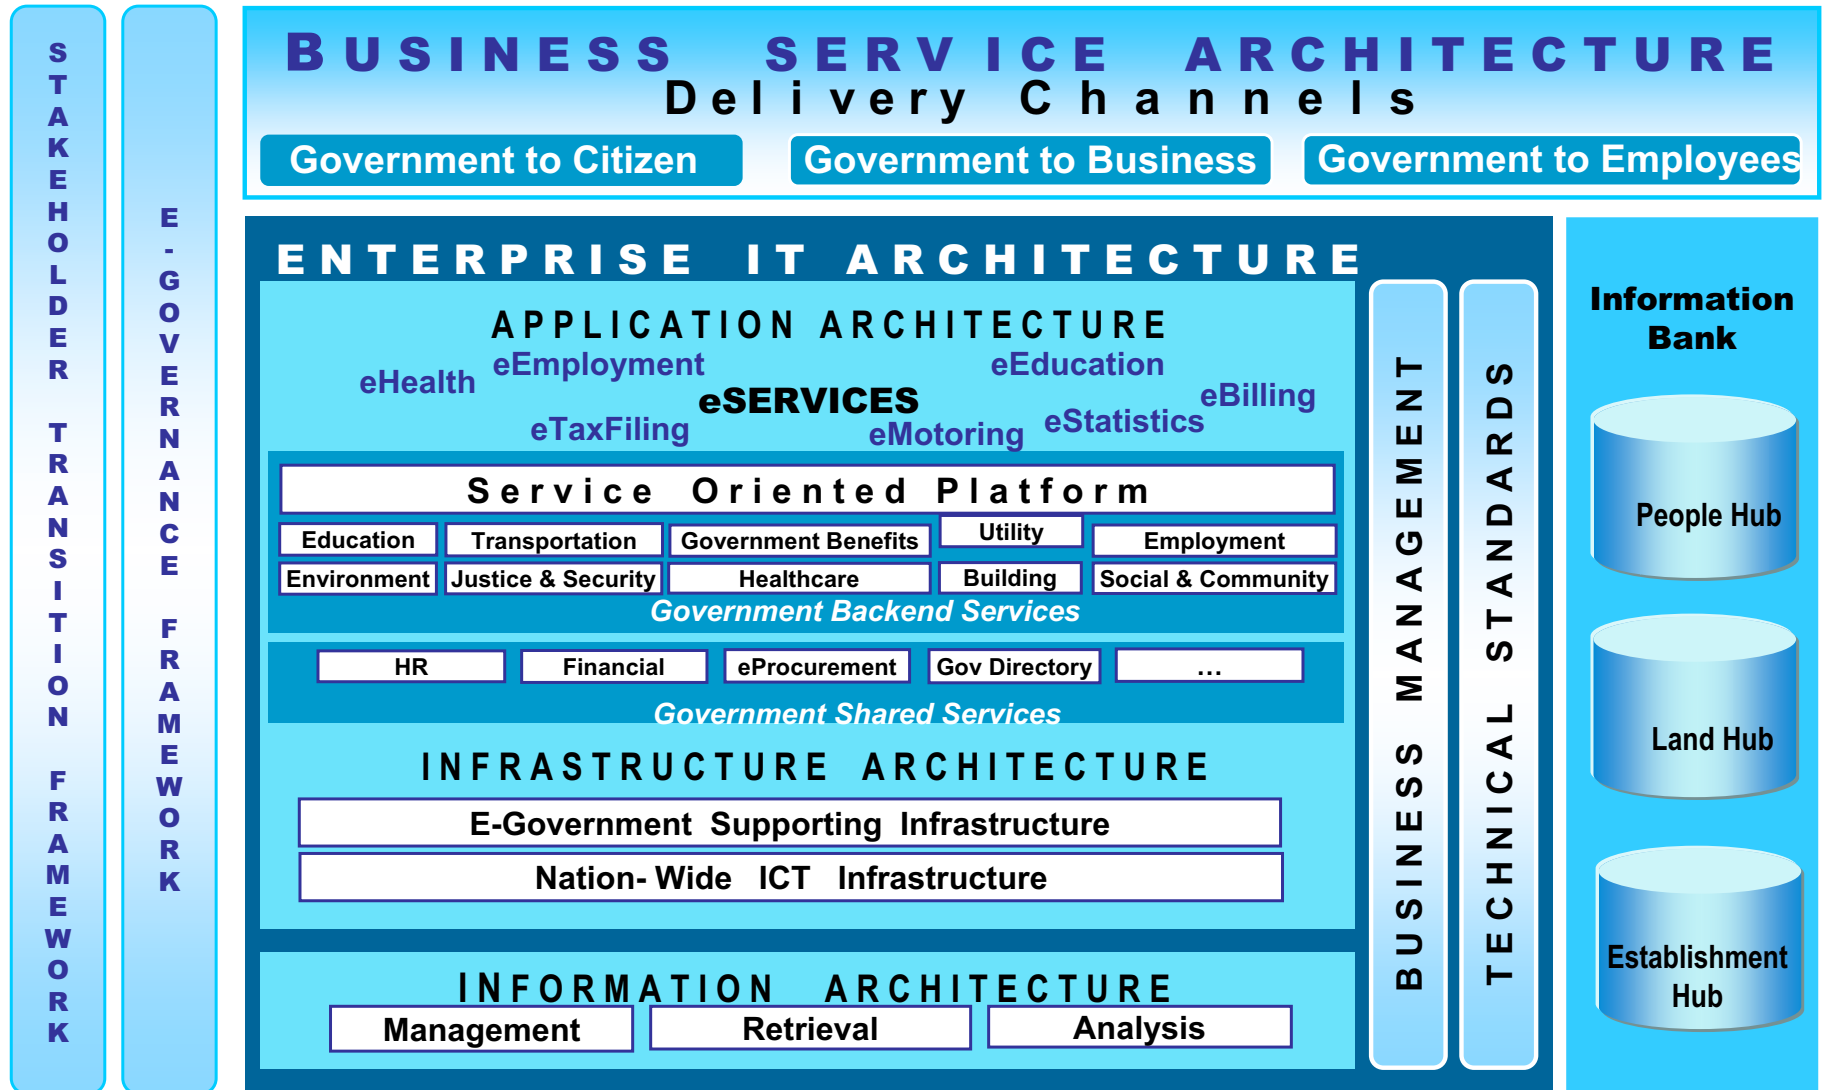 STAKEHOLDER TRANSITION FRAMEWORK
E-GOVERNANCE FRAMEWORK
BUSINESS SERVICE ARCHITECTURE
Delivery Channels
Government to Citizen
Government to Business
Government to Employees
ENTERPRISE IT ARCHITECTURE
APPLICATION ARCHITECTURE
eEmployment
eEducation
eHealth
eSERVICES
eBilling
eTaxFiling
eMotoring
eStatistics
Service Oriented Platform
Education
Transportation
Government Benefits
Utility
Employment
Environment
Justice & Security
Healthcare
Building
Social & Community
Government Backend Services
HR
Financial
eProcurement
Gov Directory
...
Government Shared Services
INFRASTRUCTURE ARCHITECTURE
E-Government Supporting Infrastructure
Nation- Wide ICT Infrastructure
INFORMATION ARCHITECTURE
Management
Retrieval
Analysis
BUSINESS MANAGEMENT
TECHNICAL STANDARDS
Information
Bank
People Hub
Land Hub
Establishment
Hub